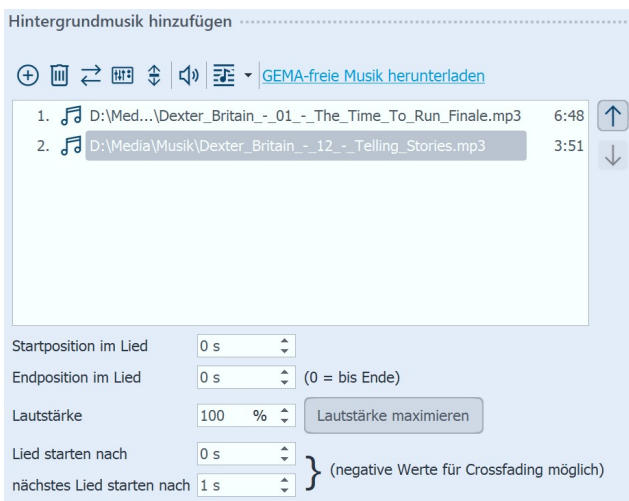 Hintergrundmusik hinzufügen
GEMA-freie Musik herunterladen
1. D:\Med...\Dexter_Britain_-_01_-_The_Time_To_Run_Finale.mp3 6:48
2. D:\Media\Musik\Dexter_Britain_-_12_-_Telling_Stories.mp3 3:51
Startposition im Lied 0 s
Endposition im Lied 0 s (0 = bis Ende)
Lautstärke 100 % Lautstärke maximieren
Lied starten nach 0 s
} (negative Werte für Crossfading möglich)
nächstes Lied starten nach 1 s